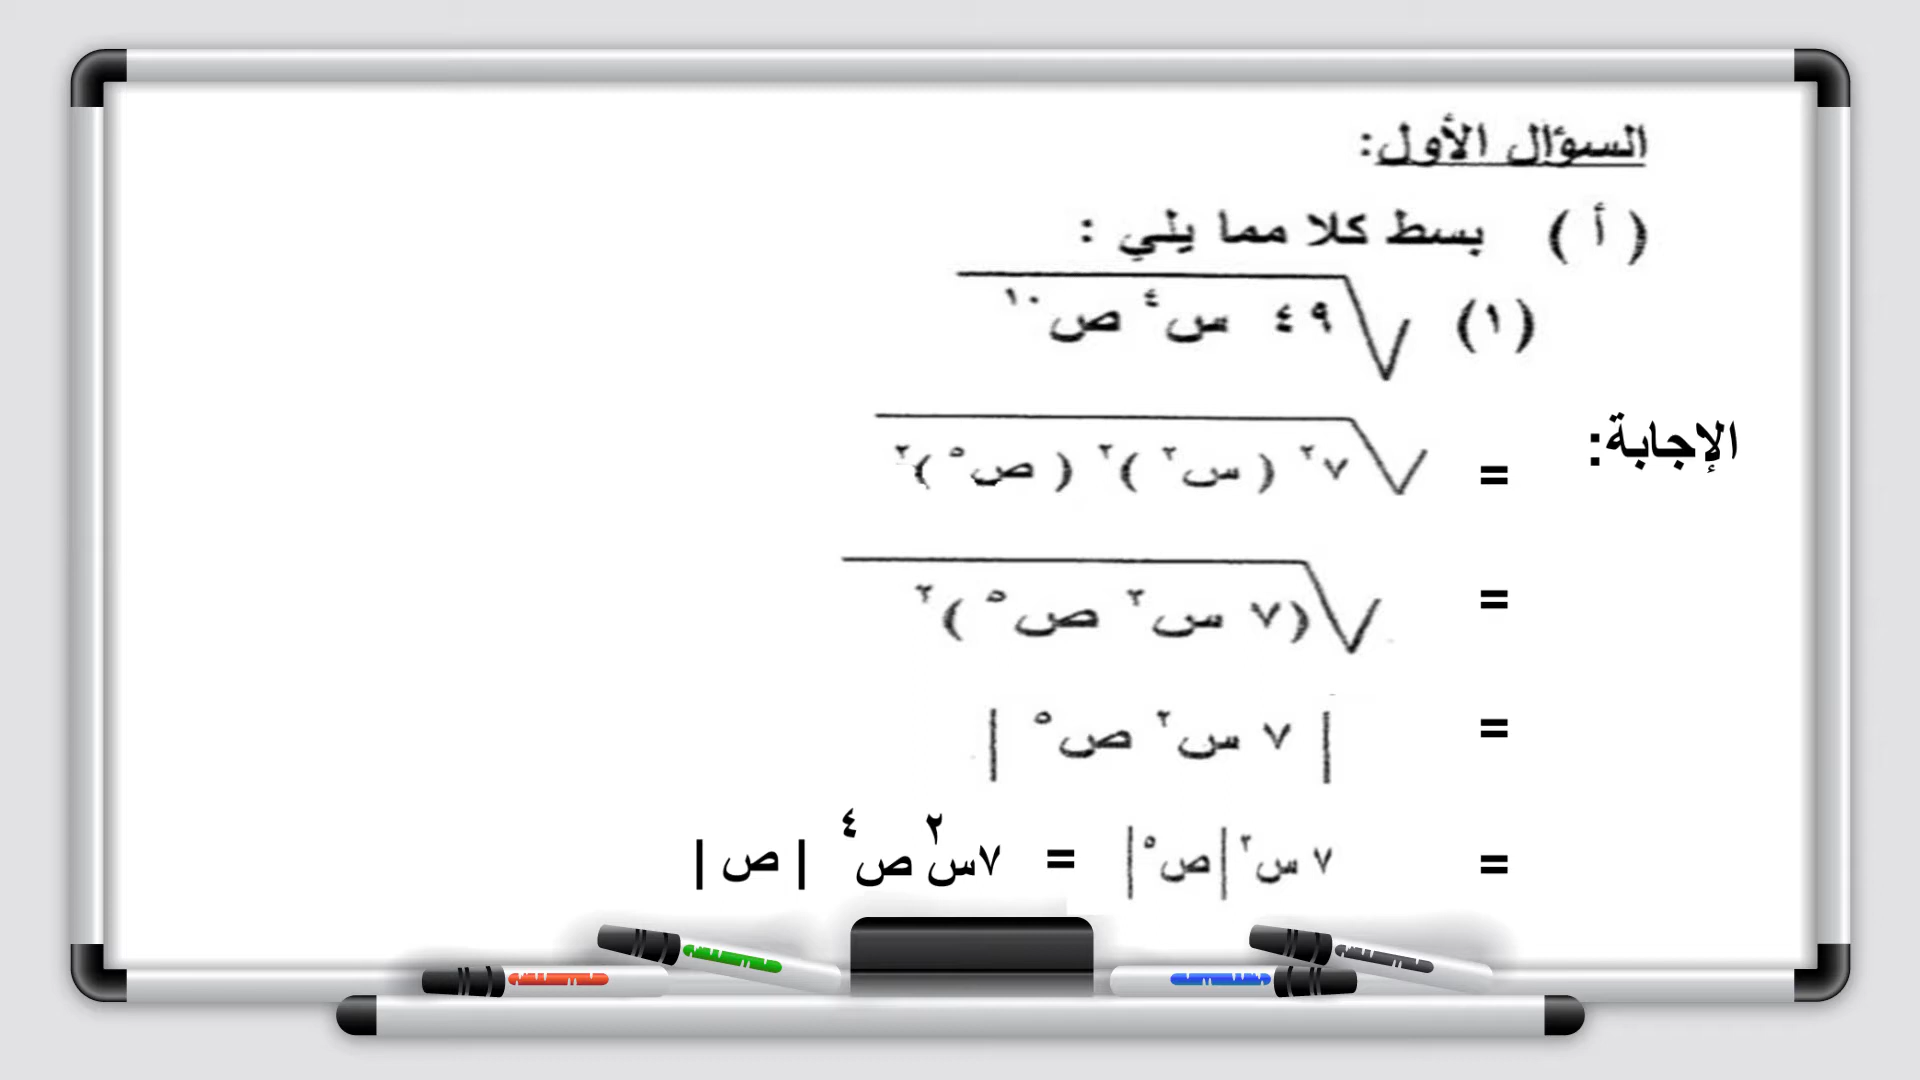 السؤال الأول:
( أ ) بسط كلا مما يلي :
(١) √٤٩ س٤ ص١٠
الإجابة: = √٧٢ ( س٢ )٢ ( ص٥ )٢
= √(٧ س٢ ص٥ )٢
= | ٧ س٢ ص٥ |
= ٧ س٢ |ص٥| = ٧س٢ ص٤ | ص |